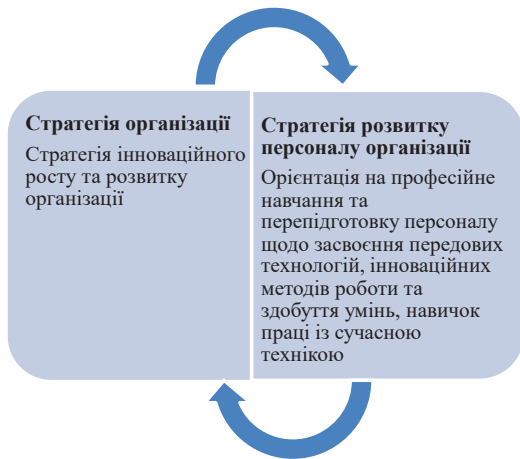 Стратегія організації
Стратегія інноваційного
росту та розвитку
організації
Стратегія розвитку
персоналу організації
Орієнтація на професійне
навчання та
перепідготовку персоналу
щодо засвоєння передових
технологій, інноваційних
методів роботи та
здобуття умінь, навичок
праці із сучасною
технікою